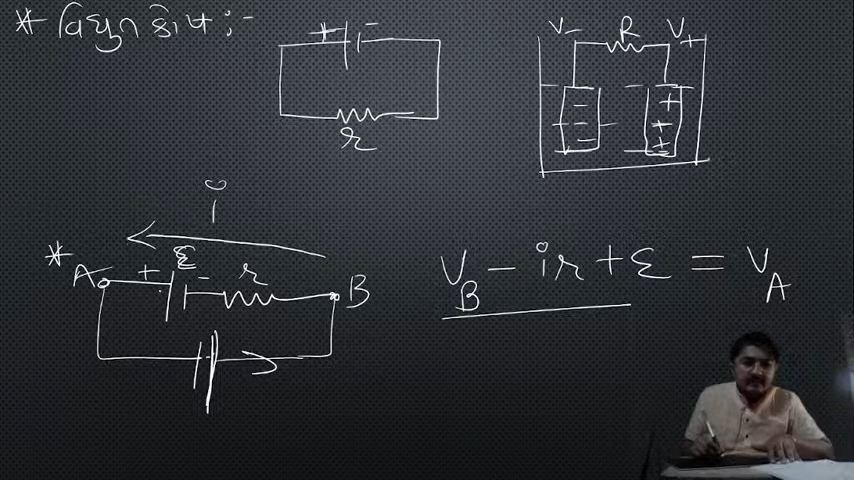 * વિદ્યુત કોષ :-
+ -
r
V- R V+
- - -
+ + +
i
* A + ε - r B
V_B - ir + ε = V_A